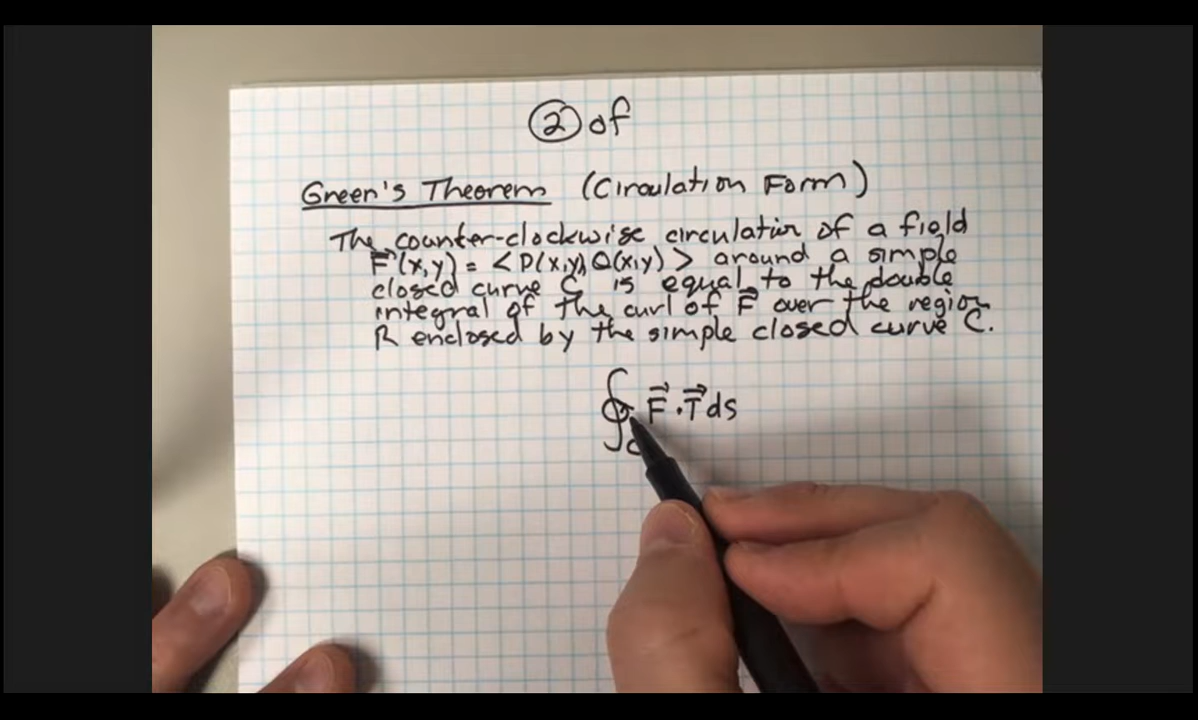 ② of
Green's Theorem (Circulation Form)
The counter-clockwise circulation of a field
F⃗(x,y) = <P(x,y) Q(x,y)> around a simple
closed curve C is equal to the double
integral of the curl of F⃗ over the region
R enclosed by the simple closed curve C.
∮C F⃗·T⃗ds